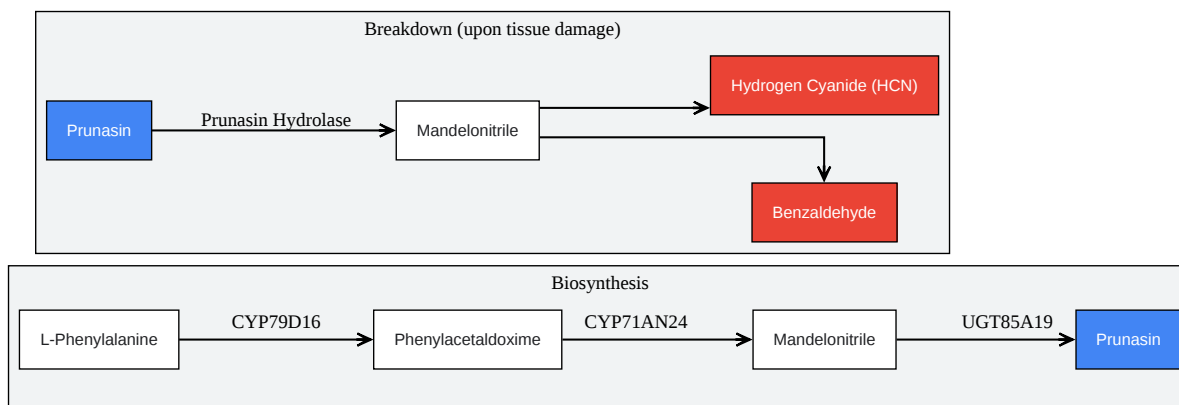 Breakdown (upon tissue damage)
Hydrogen Cyanide (HCN)
Prunasin
Prunasin Hydrolase
Mandelonitrile
Benzaldehyde
Biosynthesis
L-Phenylalanine
CYP79D16
Phenylacetaldoxime
CYP71AN24
Mandelonitrile
UGT85A19
Prunasin